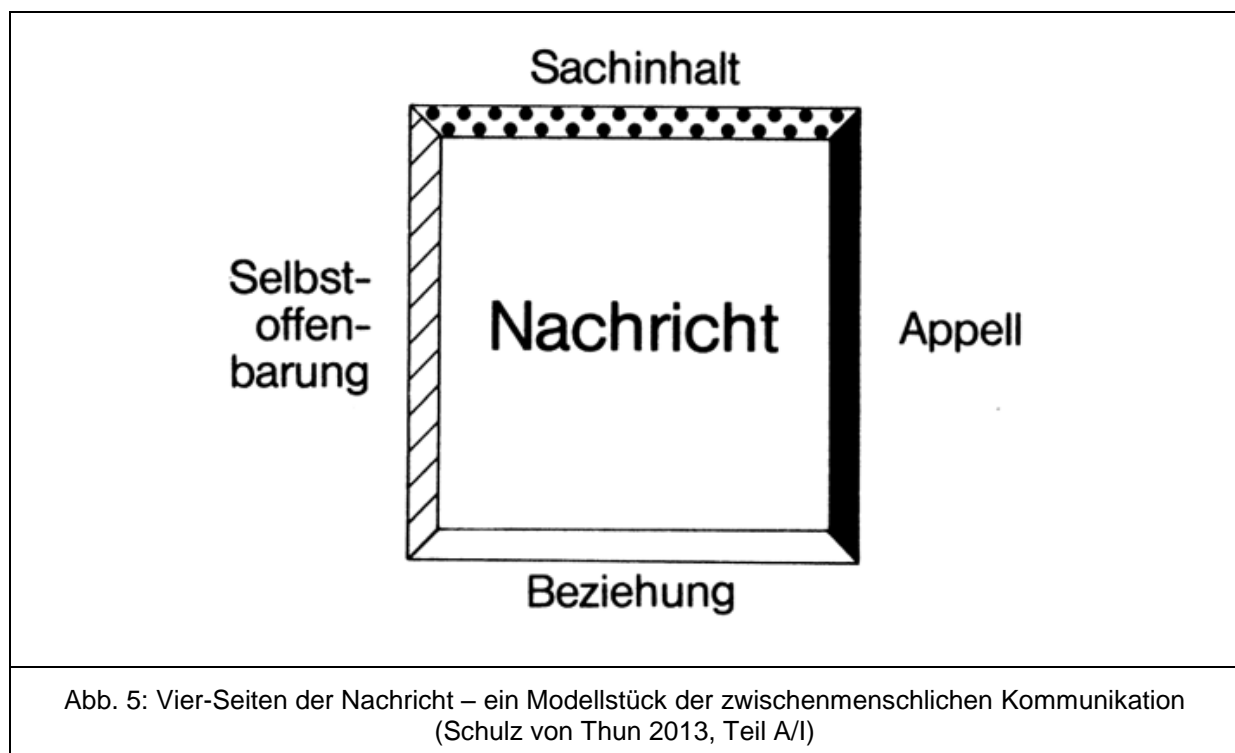 Sachinhalt
Selbst-
offen-
barung
Nachricht
Appell
Beziehung
Abb. 5: Vier-Seiten der Nachricht – ein Modellstück der zwischenmenschlichen Kommunikation
(Schulz von Thun 2013, Teil A/I)